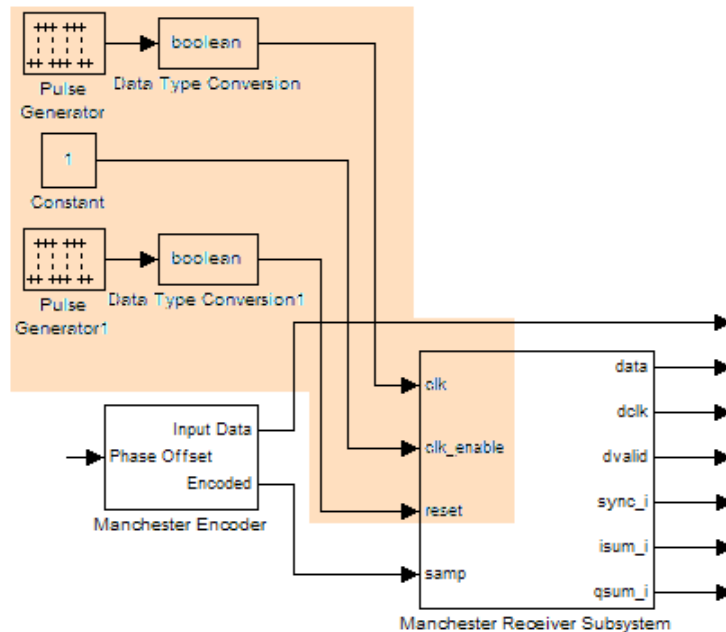 boolean
Pulse
Generator
Data Type Conversion
1
Constant
boolean
Pulse
Generator1
Data Type Conversion1
Input Data
Phase Offset
Encoded
Manchester Encoder
clk
clk_enable
reset
samp
data
dclk
dvalid
sync_i
isum_i
qsum_i
Manchester Receiver Subsystem